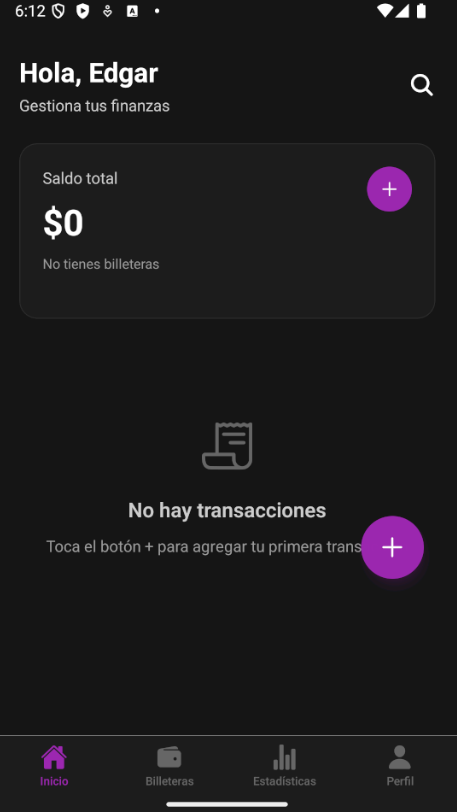 6:12
Hola, Edgar
Gestiona tus finanzas
Saldo total
$0
No tienes billeteras
No hay transacciones
Toca el botón + para agregar tu primera trans
Inicio
Billeteras
Estadísticas
Perfil